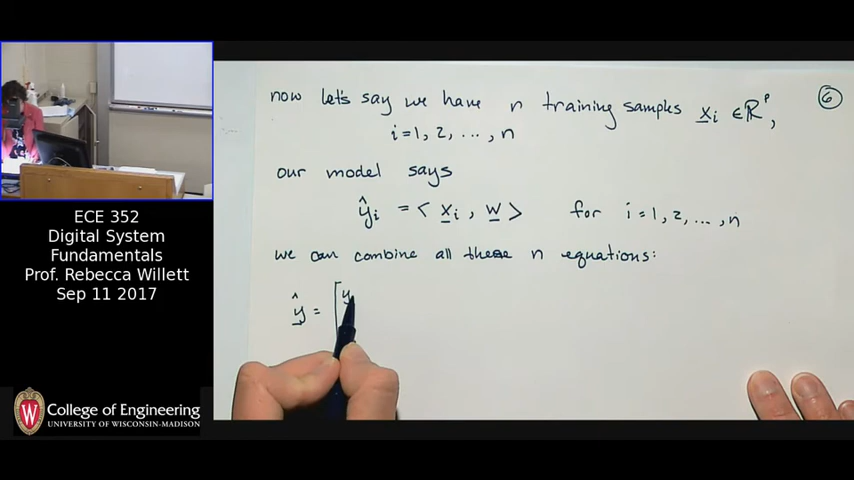 now let's say we have n training samples x_i ∈ ℝ^p,
i=1, 2, ..., n
our model says
ŷ_i = < x_i , w > for i=1, 2, ..., n
we can combine all these n equations:
ŷ = [ y
6
ECE 352
Digital System
Fundamentals
Prof. Rebecca Willett
Sep 11 2017
W
College of Engineering
UNIVERSITY OF WISCONSIN-MADISON